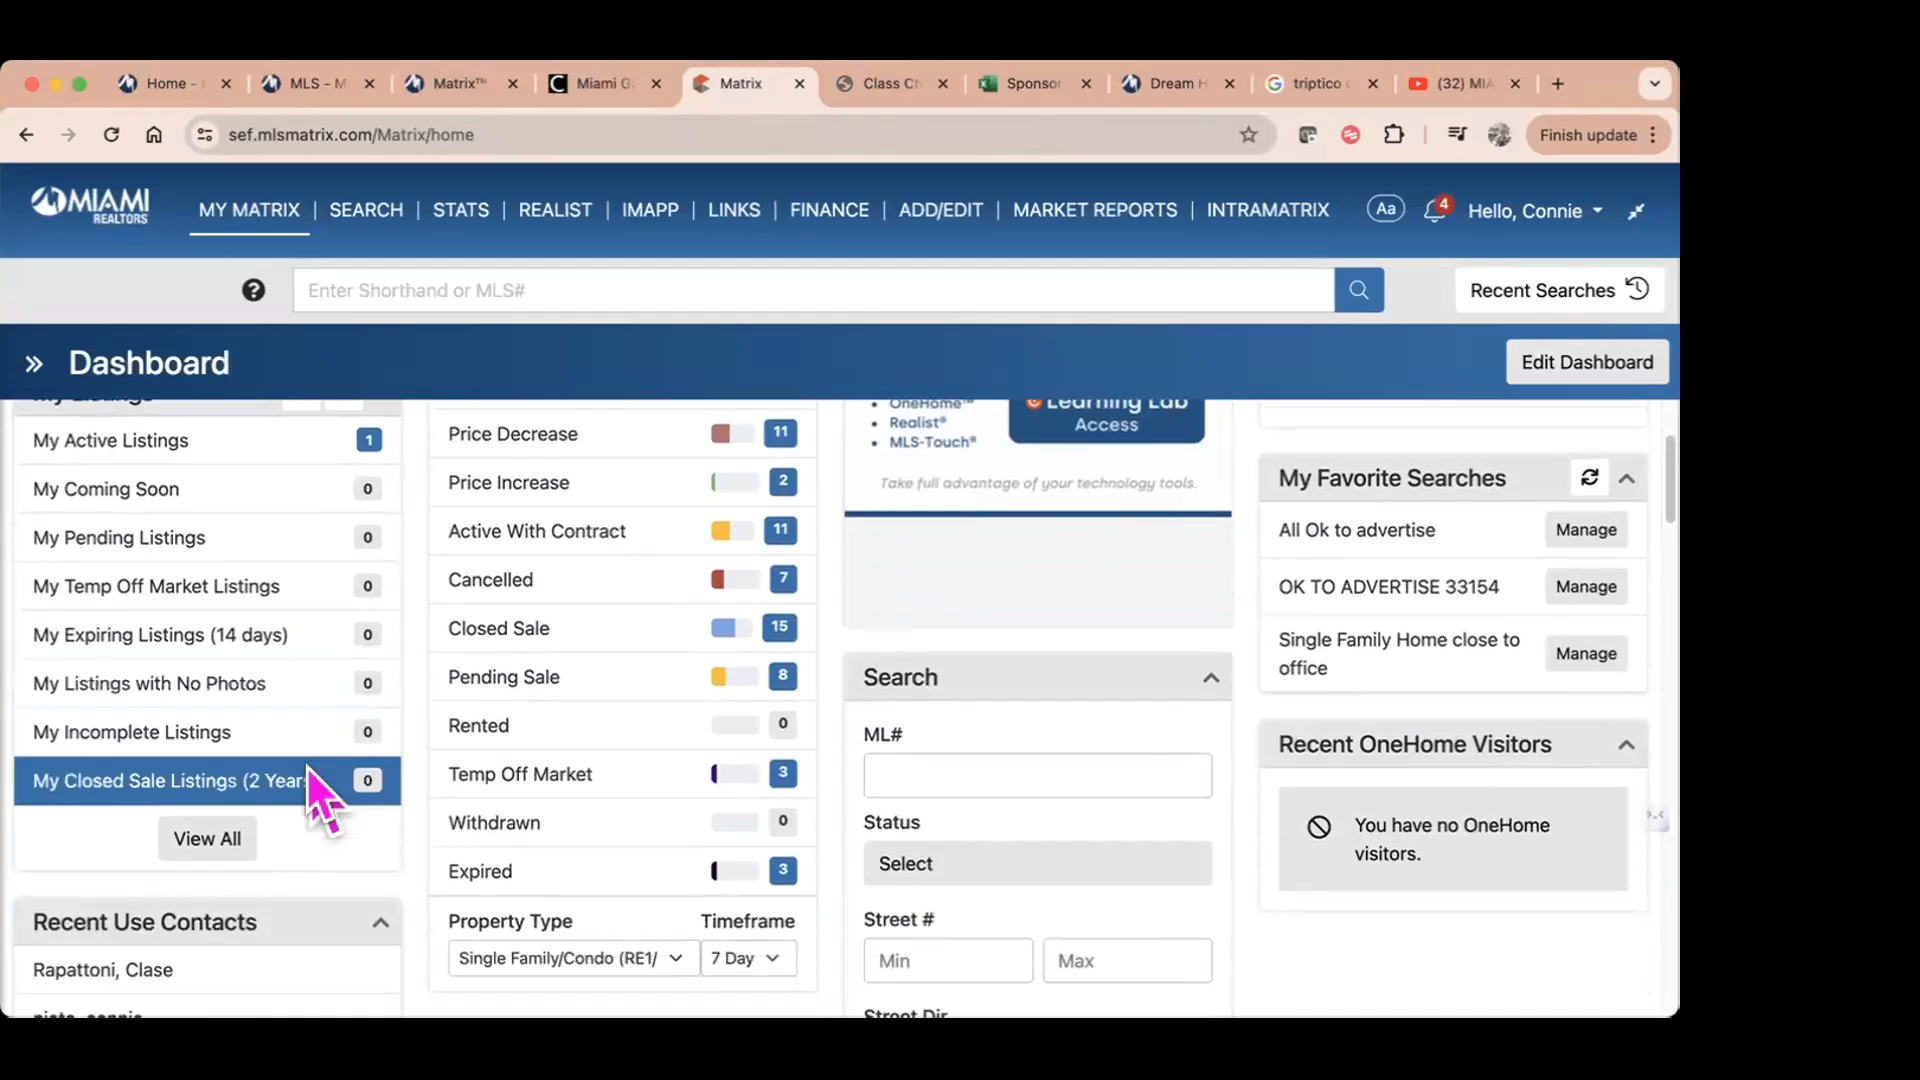 Home -
MLS - M
Matrix™
Miami G
Matrix
Class Ch
Sponsor
Dream H
triptico
(32) MIA
sef.mlsmatrix.com/Matrix/home
Finish update
MIAMI
REALTORS
MY MATRIX
SEARCH
STATS
REALIST
IMAPP
LINKS
FINANCE
ADD/EDIT
MARKET REPORTS
INTRAMATRIX
Aa
4
Hello, Connie
Enter Shorthand or MLS#
Recent Searches
Dashboard
Edit Dashboard
My Listings
My Active Listings 1
My Coming Soon 0
My Pending Listings 0
My Temp Off Market Listings 0
My Expiring Listings (14 days) 0
My Listings with No Photos 0
My Incomplete Listings 0
My Closed Sale Listings (2 Years 0
View All
Recent Use Contacts
Rapattoni, Clase
Price Decrease 11
Price Increase 2
Active With Contract 11
Cancelled 7
Closed Sale 15
Pending Sale 8
Rented 0
Temp Off Market 3
Withdrawn 0
Expired 3
Property Type Timeframe
Single Family/Condo (RE1/ 7 Day
• OneHome™
• Realist®
• MLS-Touch®
Learning Lab
Access
Take full advantage of your technology tools.
Search
ML#
Status
Select
Street #
Min Max
Street Dir
My Favorite Searches
All Ok to advertise Manage
OK TO ADVERTISE 33154 Manage
Single Family Home close to
office
Manage
Recent OneHome Visitors
You have no OneHome
visitors.